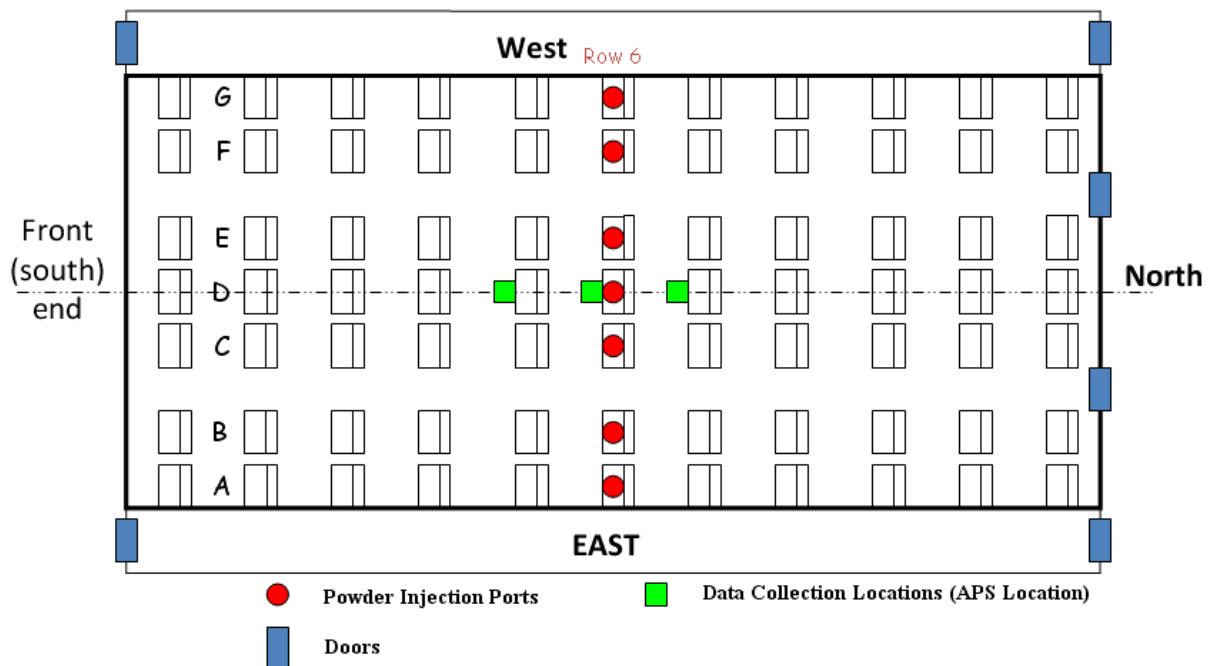 West Row 6
G
F
Front
(south)
end
E
D
C
North
B
A
EAST
Powder Injection Ports
Data Collection Locations (APS Location)
Doors